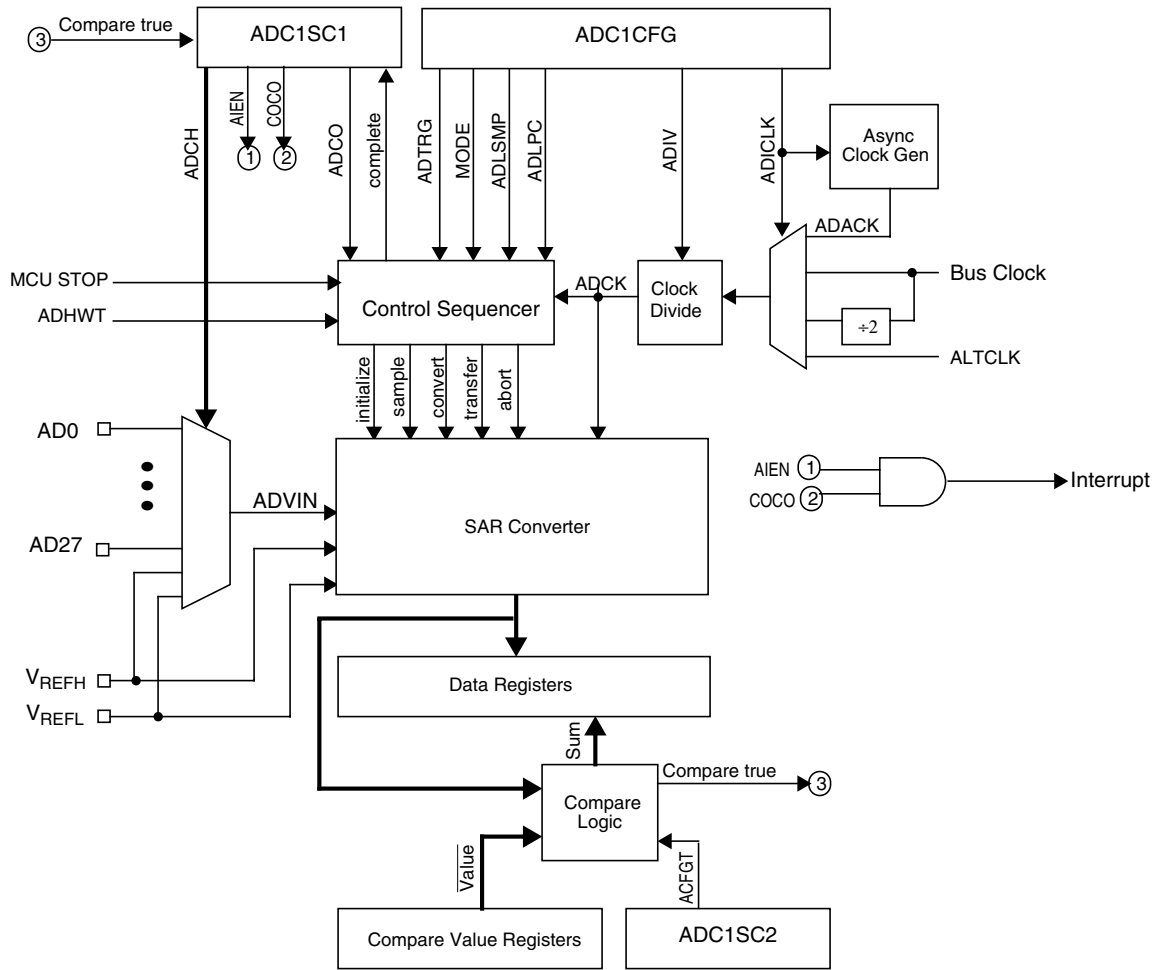 3 Compare true
ADC1SC1
ADC1CFG
ADCH
AIEN
COCO
ADCO
complete
ADTRG
MODE
ADLSMP
ADLPC
ADIV
ADICLK
Async
Clock Gen
1
2
ADACK
MCU STOP
ADHWT
Control Sequencer
ADCK
Clock
Divide
Bus Clock
÷2
ALTCLK
initialize
sample
convert
transfer
abort
AD0
AD27
ADVIN
SAR Converter
AIEN 1
COCO 2
Interrupt
VREFH
VREFL
Data Registers
Sum
Compare true
3
Compare
Logic
Value
ACFGT
Compare Value Registers
ADC1SC2